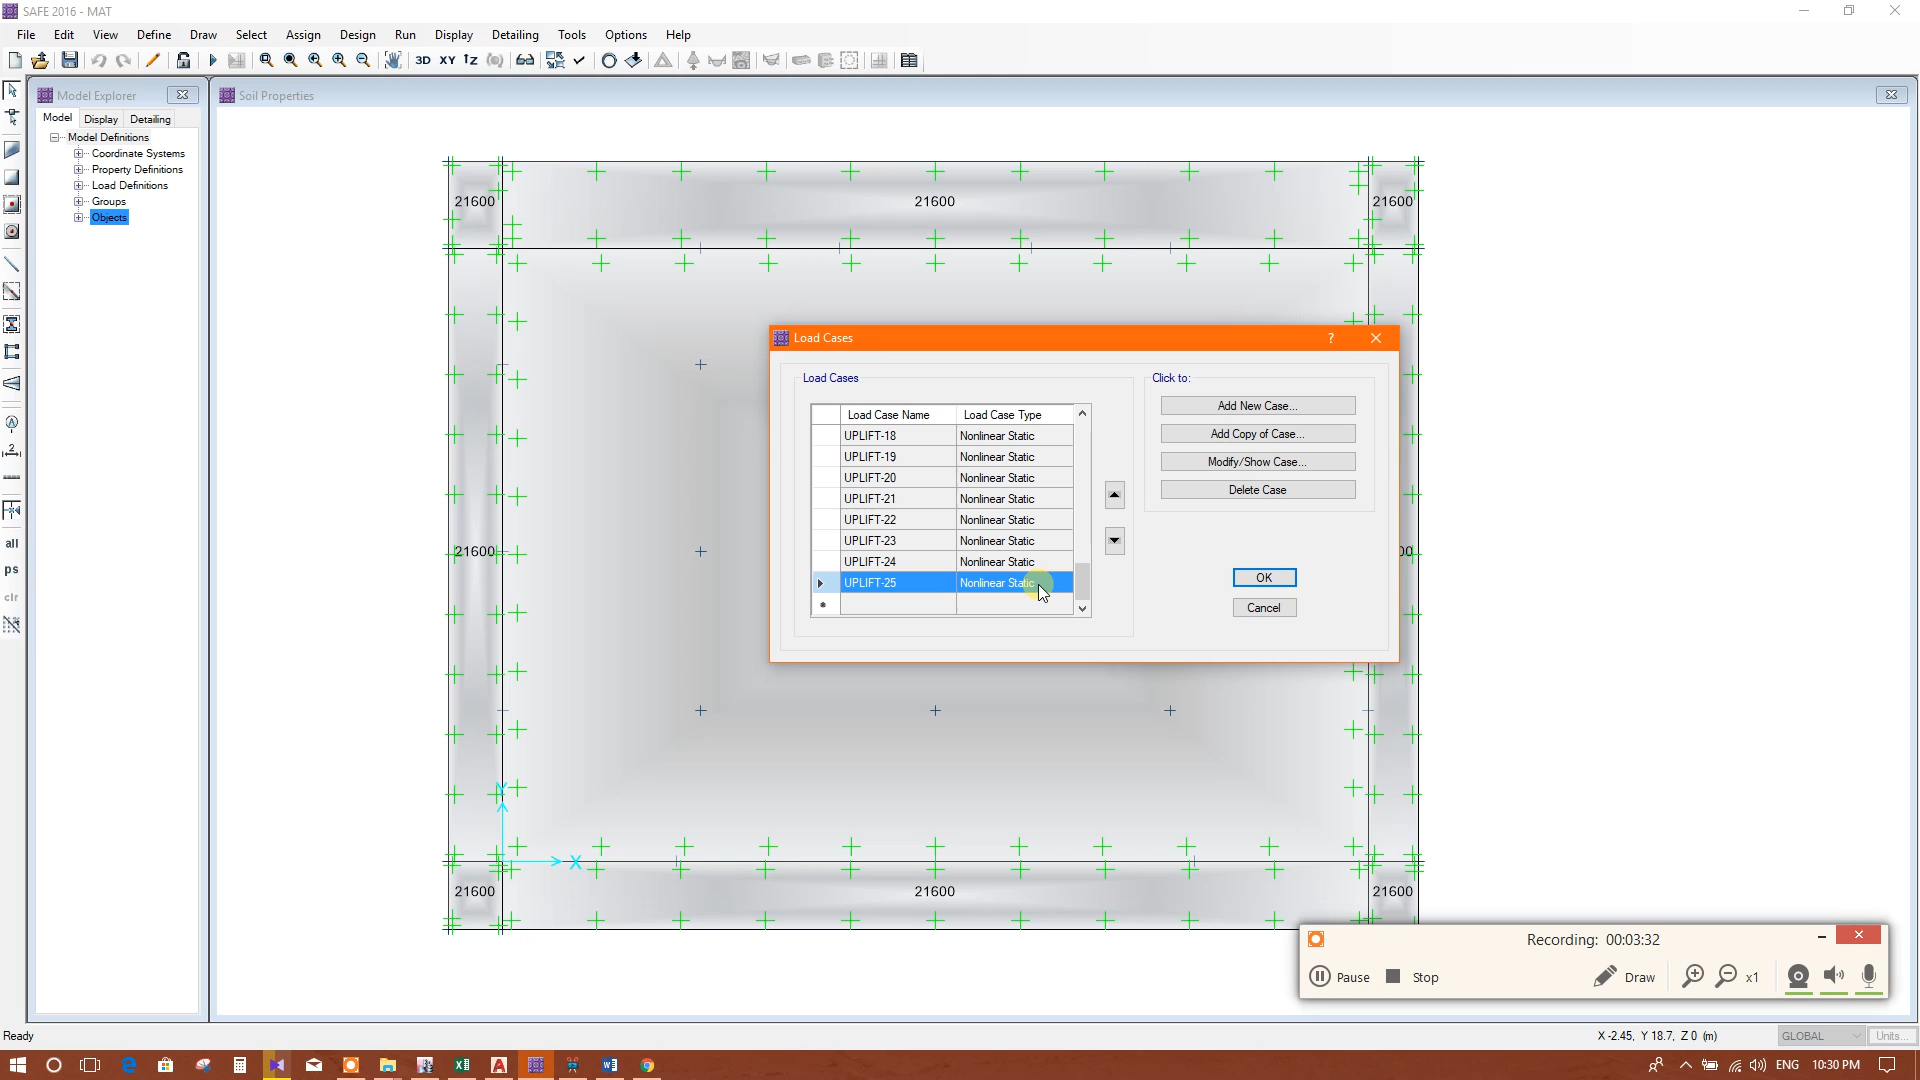 SAFE 2016 - MAT
File Edit View Define Draw Select Assign Design Run Display Detailing Tools Options Help
3D XY
Model Explorer
Soil Properties
Model Display Detailing
Model Definitions
Coordinate Systems
Property Definitions
Load Definitions
Groups
Objects
21600 21600 21600
Load Cases ?
Load Cases
Click to:
Load Case Name Load Case Type
UPLIFT-18 Nonlinear Static
UPLIFT-19 Nonlinear Static
UPLIFT-20 Nonlinear Static
UPLIFT-21 Nonlinear Static
UPLIFT-22 Nonlinear Static
UPLIFT-23 Nonlinear Static
UPLIFT-24 Nonlinear Static
UPLIFT-25 Nonlinear Static
Add New Case...
Add Copy of Case...
Modify/Show Case...
Delete Case
OK
Cancel
all
ps
clr
21600
Y
X
21600 21600 21600
Recording: 00:03:32
Pause Stop Draw x1
Ready
X -2.45, Y 18.7, Z 0 (m)
GLOBAL
Units...
ENG 10:30 PM